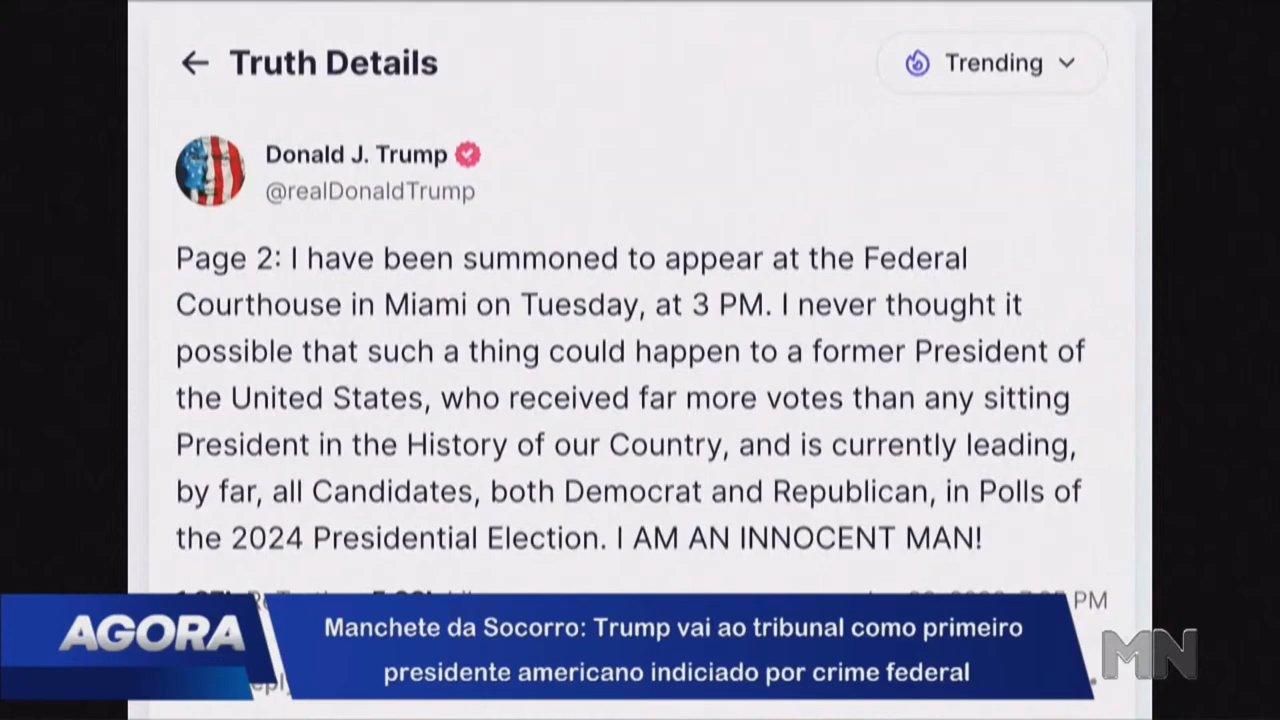 Truth Details
Trending
Donald J. Trump
@realDonaldTrump
Page 2: I have been summoned to appear at the Federal
Courthouse in Miami on Tuesday, at 3 PM. I never thought it
possible that such a thing could happen to a former President of
the United States, who received far more votes than any sitting
President in the History of our Country, and is currently leading,
by far, all Candidates, both Democrat and Republican, in Polls of
the 2024 Presidential Election. I AM AN INNOCENT MAN!
PM
AGORA
Manchete da Socorro: Trump vai ao tribunal como primeiro
presidente americano indiciado por crime federal
MN